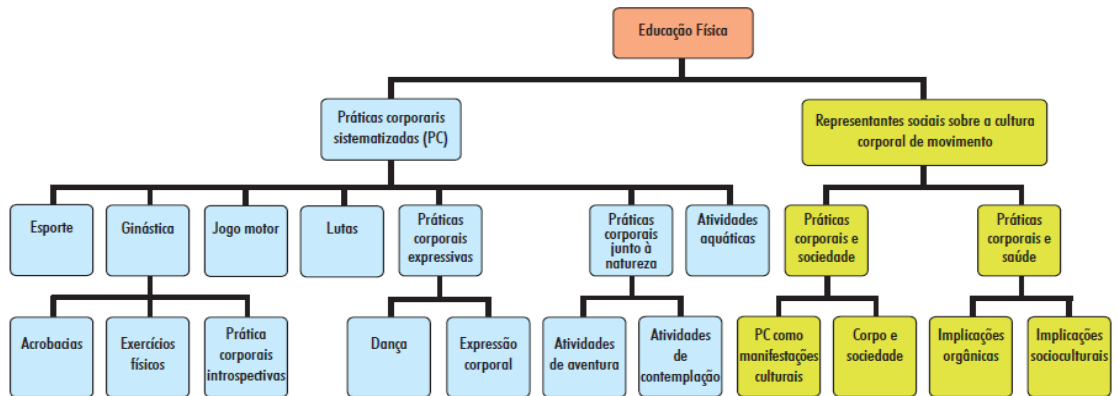 Educação Física
Práticas corporaris
sistematizadas (PC)
Representantes sociais sobre a cultura
corporal de movimento
Esporte
Ginástica
Jogo motor
Lutas
Práticas
corporais
expressivas
Práticas
corporais
junto à
natureza
Atividades
aquáticas
Práticas
corporais e
sociedade
Práticas
corporais e
saúde
Acrobacias
Exercícios
físicos
Prática
corporais
introspectivas
Dança
Expressão
corporal
Atividades
de aventura
Atividades
de
contemplação
PC como
manifestações
culturais
Corpo e
sociedade
Implicações
orgânicas
Implicações
socioculturais